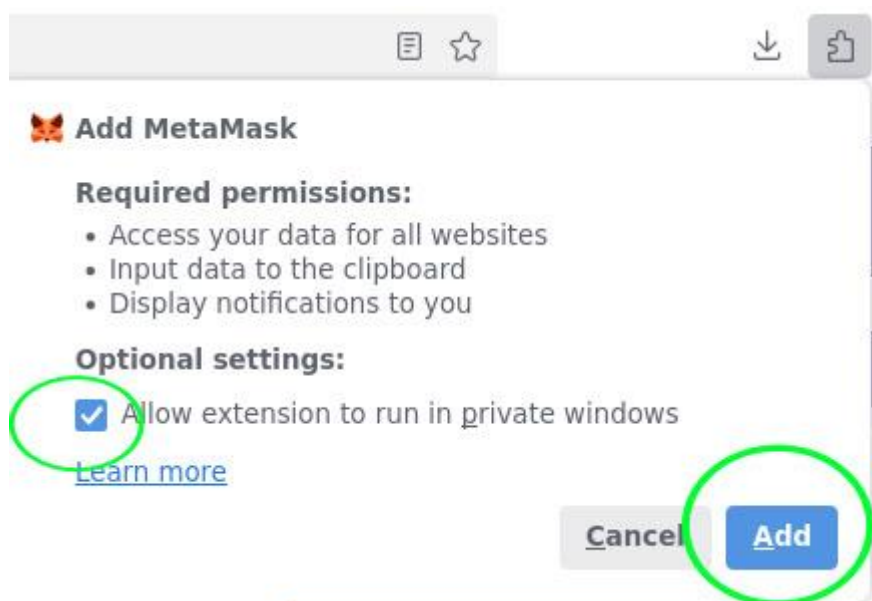 Add MetaMask
Required permissions:
• Access your data for all websites
• Input data to the clipboard
• Display notifications to you
Optional settings:
Allow extension to run in private windows
Learn more
Cancel Add